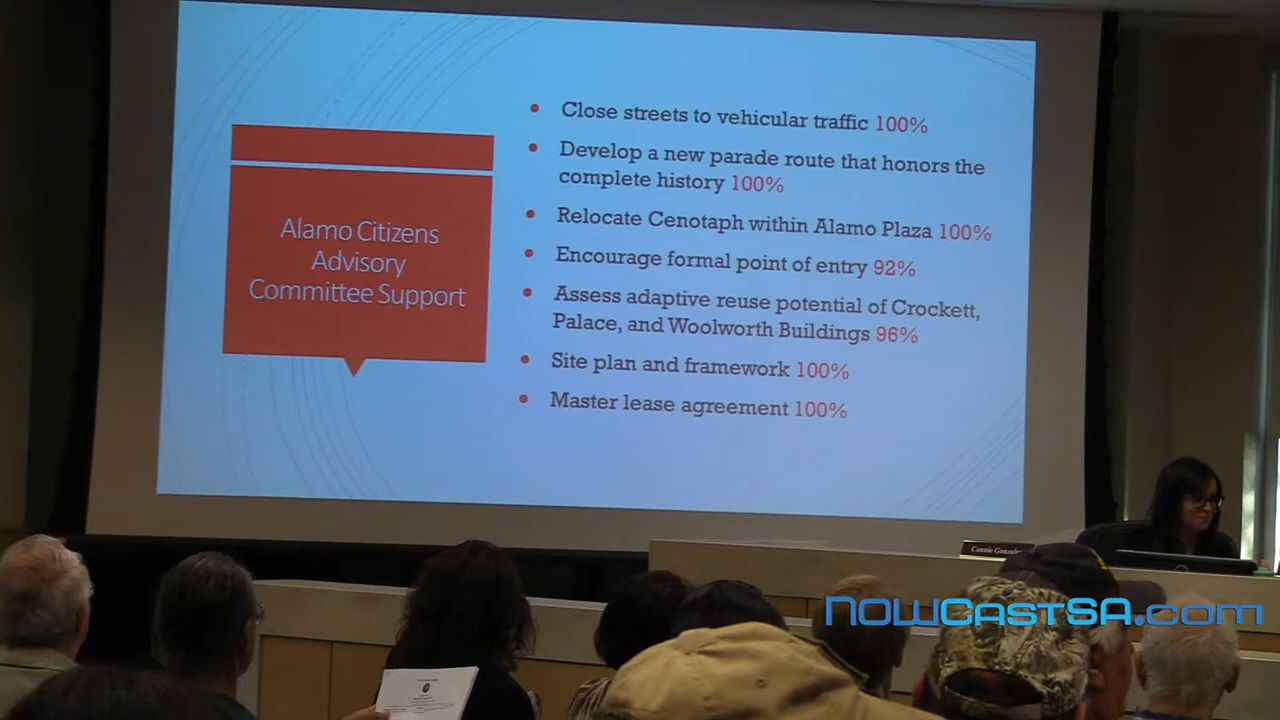 Alamo Citizens
Advisory
Committee Support
• Close streets to vehicular traffic 100%
• Develop a new parade route that honors the
complete history 100%
• Relocate Cenotaph within Alamo Plaza 100%
• Encourage formal point of entry 92%
• Assess adaptive reuse potential of Crockett,
Palace, and Woolworth Buildings 96%
• Site plan and framework 100%
• Master lease agreement 100%
Connie
NOWCASTSA.com